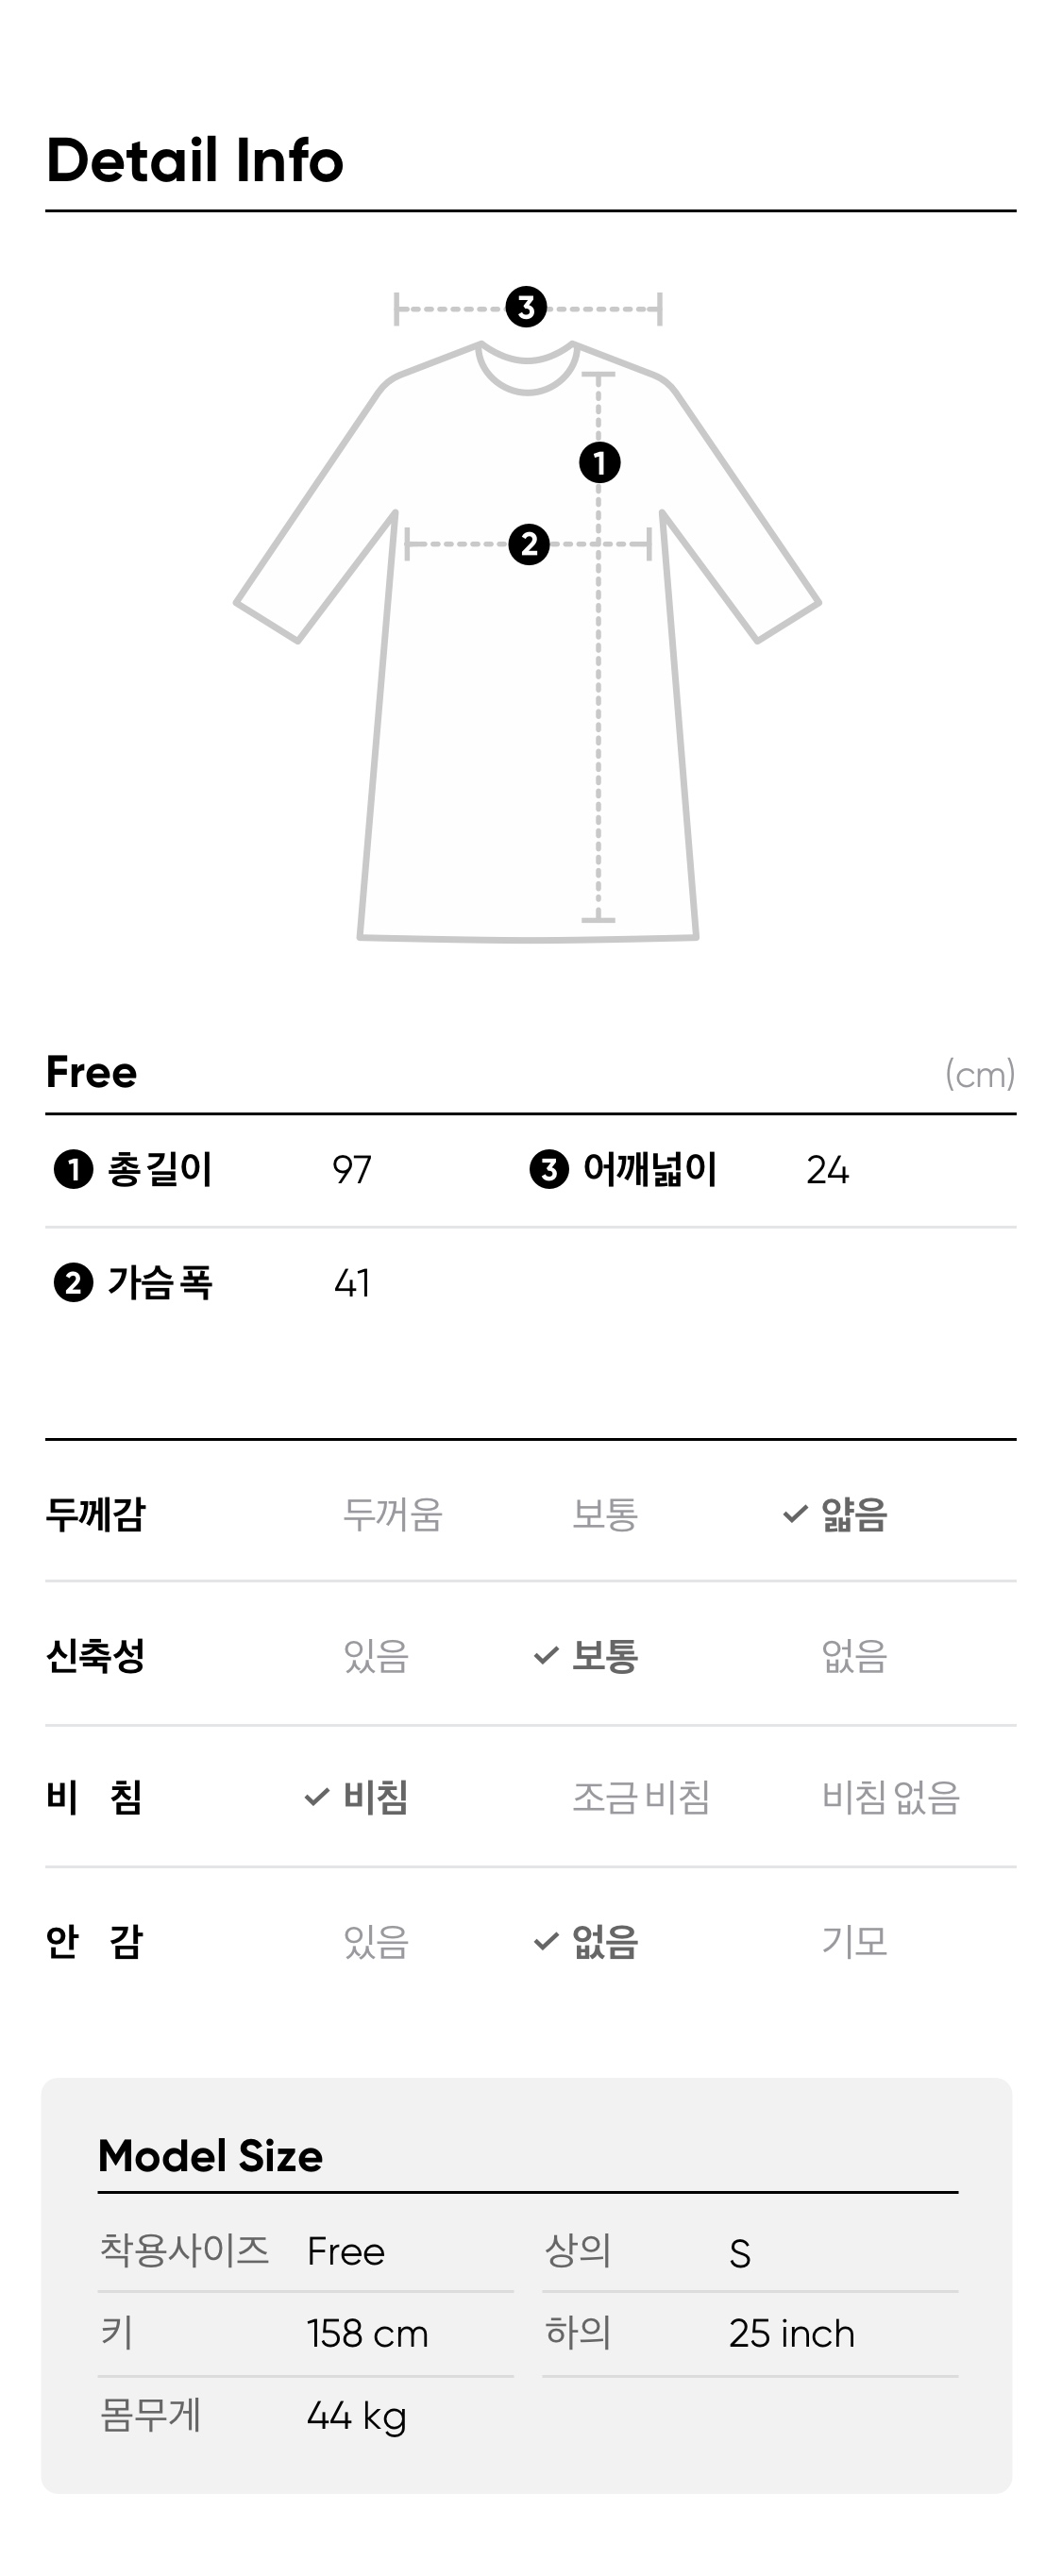 Detail Info
3
1
2
Free (cm)
1 총길이 97 3 어깨넓이 24
2 가슴폭 41
두께감 두꺼움 보통 ✓ 얇음
신축성 있음 ✓ 보통 없음
비 침 ✓ 비침 조금비침 비침없음
안 감 있음 ✓ 없음 기모
Model Size
착용사이즈 Free 상의 S
키 158 cm 하의 25 inch
몸무게 44 kg